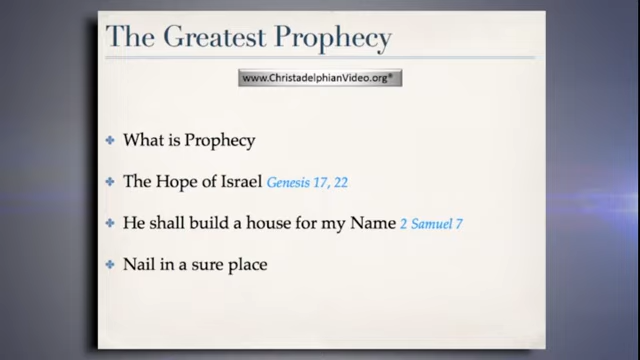 The Greatest Prophecy
www.ChristadelphianVideo.org®
What is Prophecy
The Hope of Israel Genesis 17, 22
He shall build a house for my Name 2 Samuel 7
Nail in a sure place